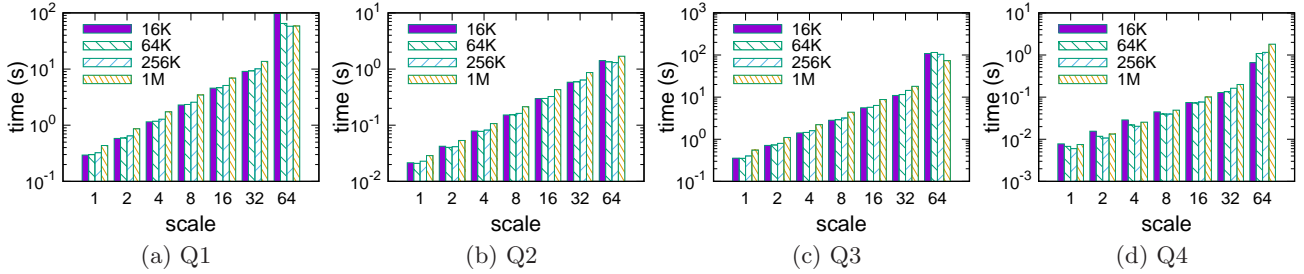 10^2
10^1
10^0
10^-1
time (s)
16K
64K
256K
1M
1 2 4 8 16 32 64
scale
(a) Q1
10^1
10^0
10^-1
10^-2
time (s)
16K
64K
256K
1M
1 2 4 8 16 32 64
scale
(b) Q2
10^3
10^2
10^1
10^0
10^-1
time (s)
16K
64K
256K
1M
1 2 4 8 16 32 64
scale
(c) Q3
10^1
10^0
10^-1
10^-2
10^-3
time (s)
16K
64K
256K
1M
1 2 4 8 16 32 64
scale
(d) Q4